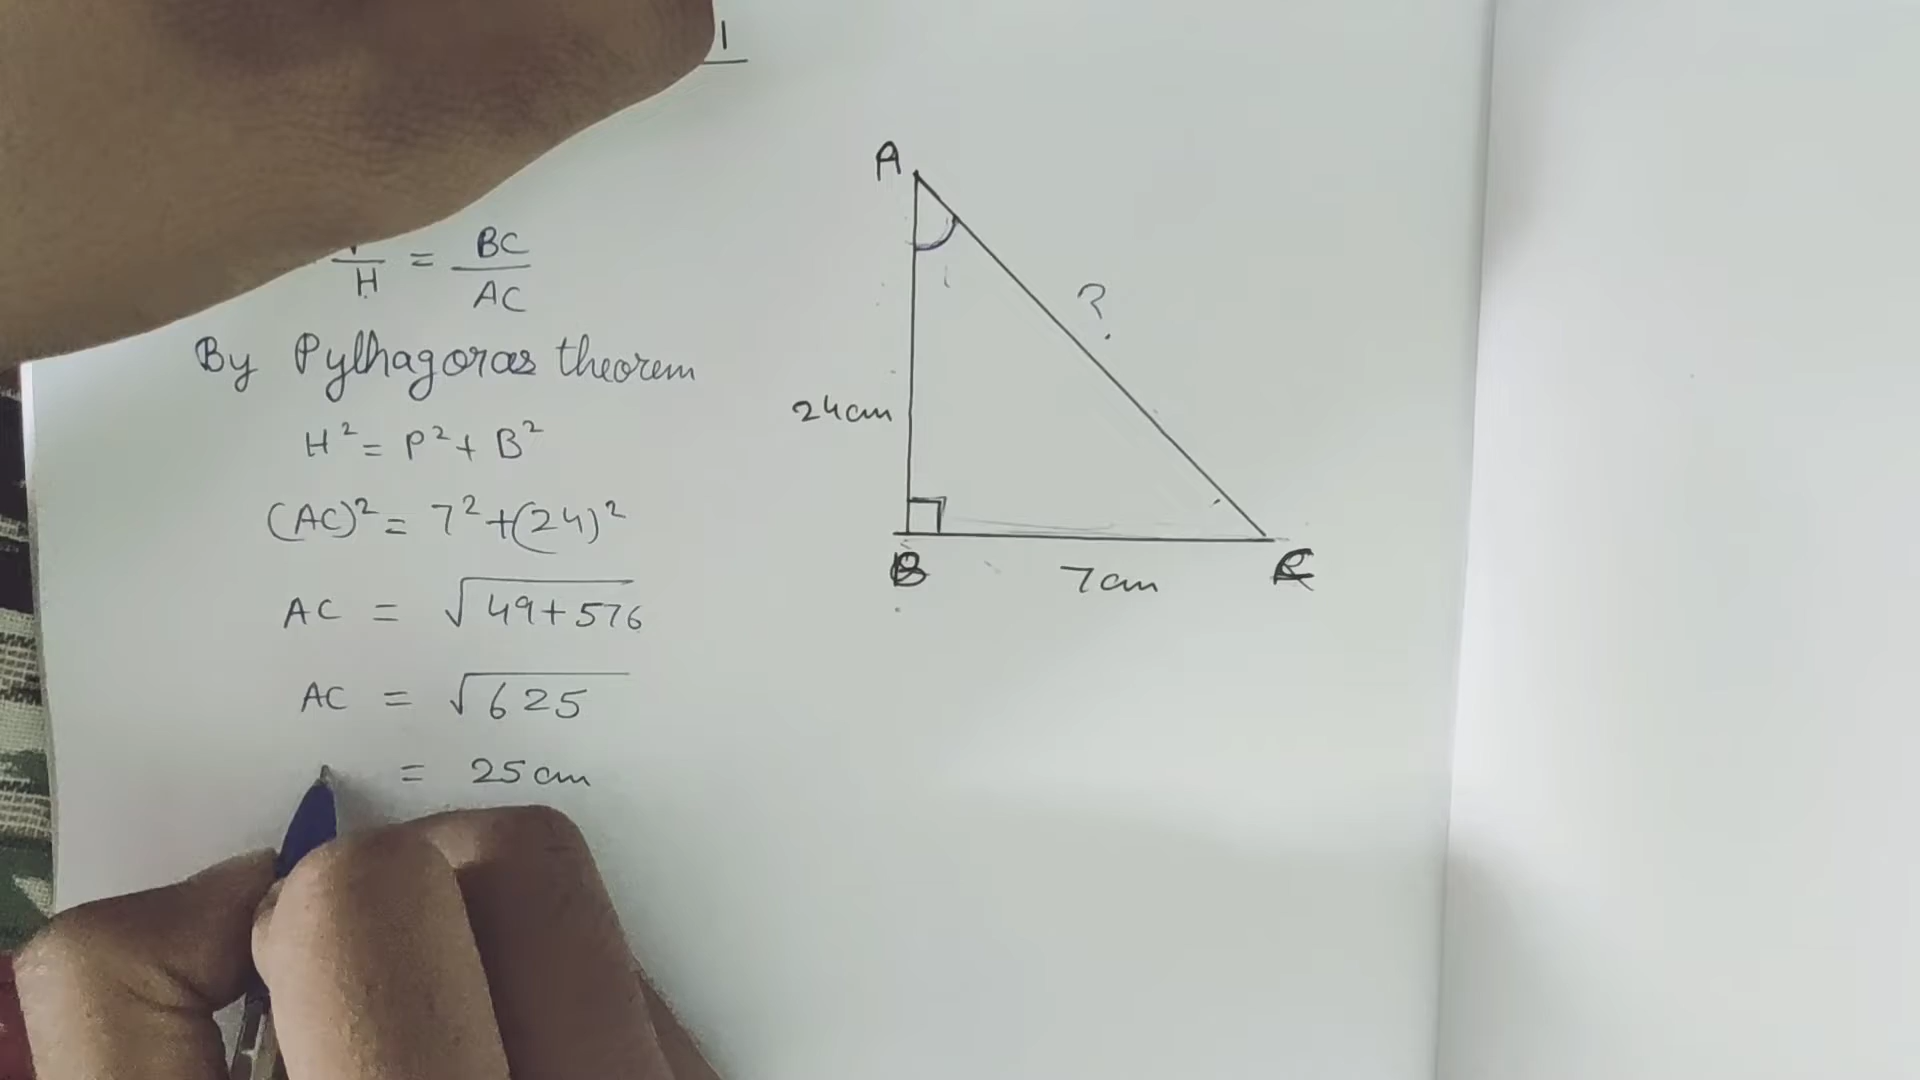 1
H = BC
AC
By Pythagoras theorem
H² = P² + B²
(AC)² = 7² + (24)²
AC = √49+576
AC = √625
= 25cm
A
?
24cm
B
7cm
C